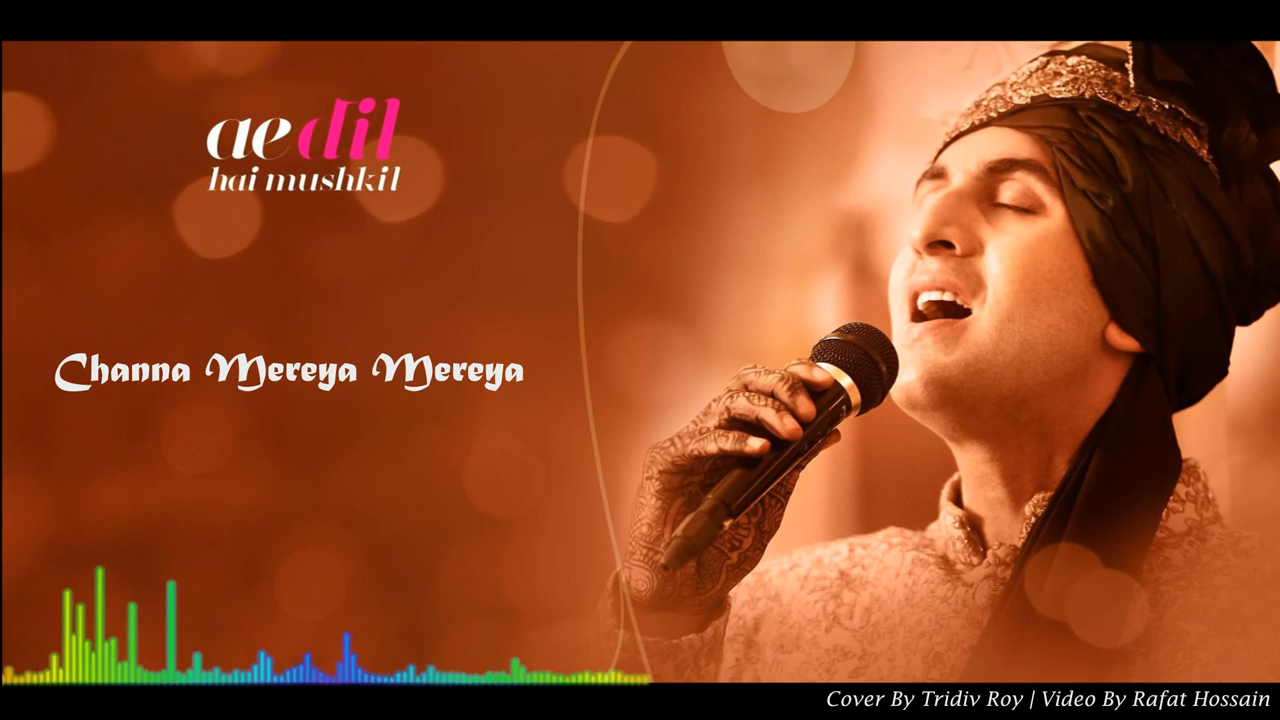 ae dil
hai mushkil
Channa Mereya Mereya
Cover By Tridiv Roy | Video By Rafat Hossain